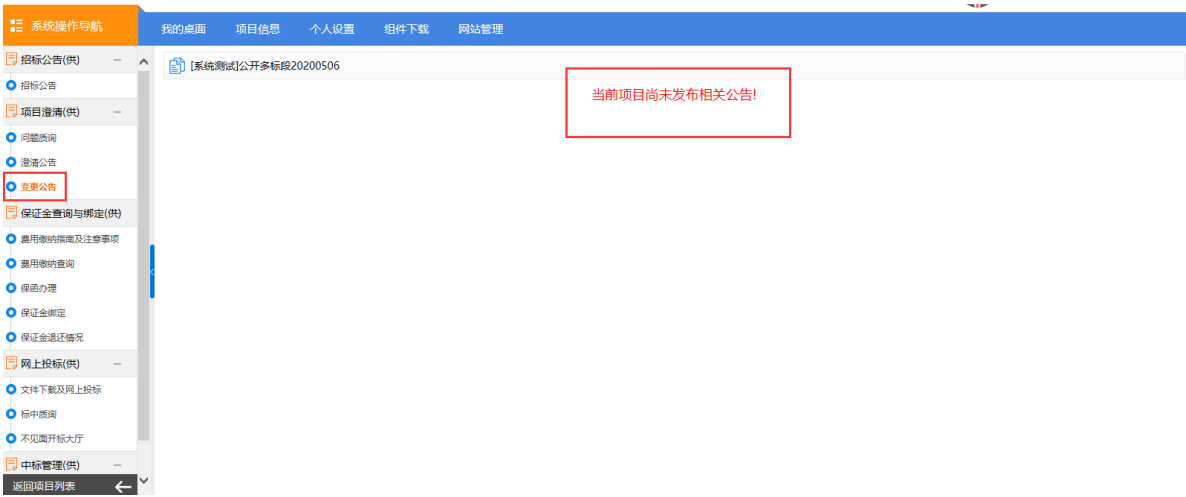 系统操作导航
我的桌面 项目信息 个人设置 组件下载 网站管理
招标公告(供)
招标公告
项目澄清(供)
问题质询
澄清公告
变更公告
保证金查询与绑定(供)
费用缴纳指南及注意事项
费用缴纳查询
保函办理
保证金绑定
保证金退还情况
网上投标(供)
文件下载及网上投标
标中质询
不见面开标大厅
中标管理(供)
返回项目列表
[系统测试]公开多标段20200506
当前项目尚未发布相关公告!